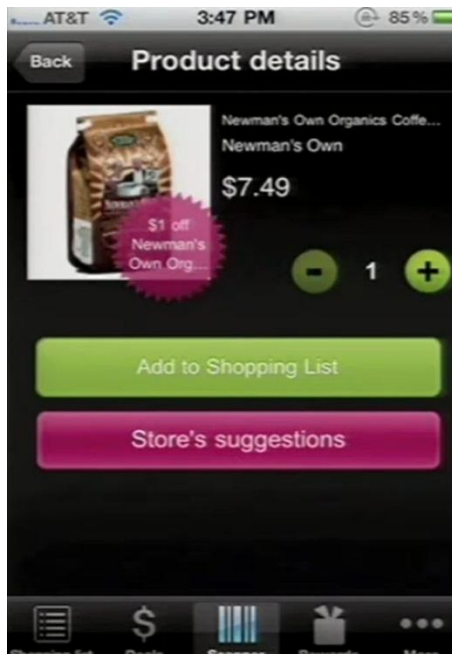 AT&T 3:47 PM 85%
Back Product details
Newman's Own Organics Coffe...
Newman's Own
$7.49
$1 off
Newman's
Own Org...
- 1 +
Add to Shopping List
Store's suggestions
$
Shopping list Deals Scanner Rewards More